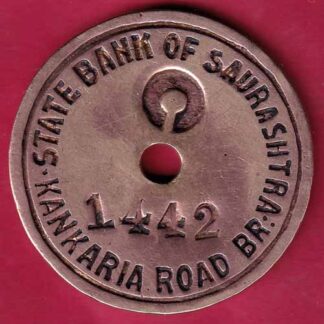 · STATE BANK OF SAURASHTRA ·
1442
KANKARIA ROAD BR.